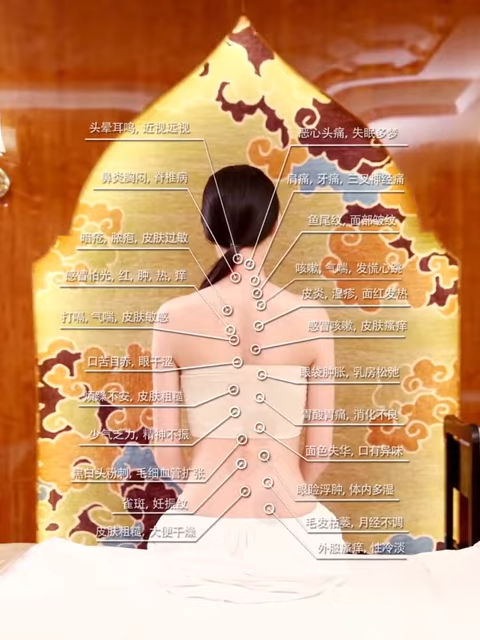 头晕耳鸣, 近视远视
恶心头痛, 失眠多梦
鼻炎胸闷, 脊椎病
肩痛, 牙痛, 三叉神经痛
暗疮, 脓疱, 皮肤过敏
鱼尾纹, 面部皱纹
感冒怕光, 红, 肿, 热, 痒
咳嗽, 气喘, 发慌心跳
皮炎, 湿疹, 面红发热
打喘, 气喘, 皮肤敏感
感冒咳嗽, 皮肤瘙痒
口苦目赤, 眼干涩
眼袋肿胀, 乳房松弛
烦躁不安, 皮肤粗糙
胃酸胃痛, 消化不良
少气乏力, 精神不振
面色失华, 口有异味
黑白头粉刺, 毛细血管扩张
眼睑浮肿, 体内多湿
雀斑, 妊振纹
毛发枯萎, 月经不调
皮肤粗糙, 大便干燥
外服瘙痒, 性冷淡